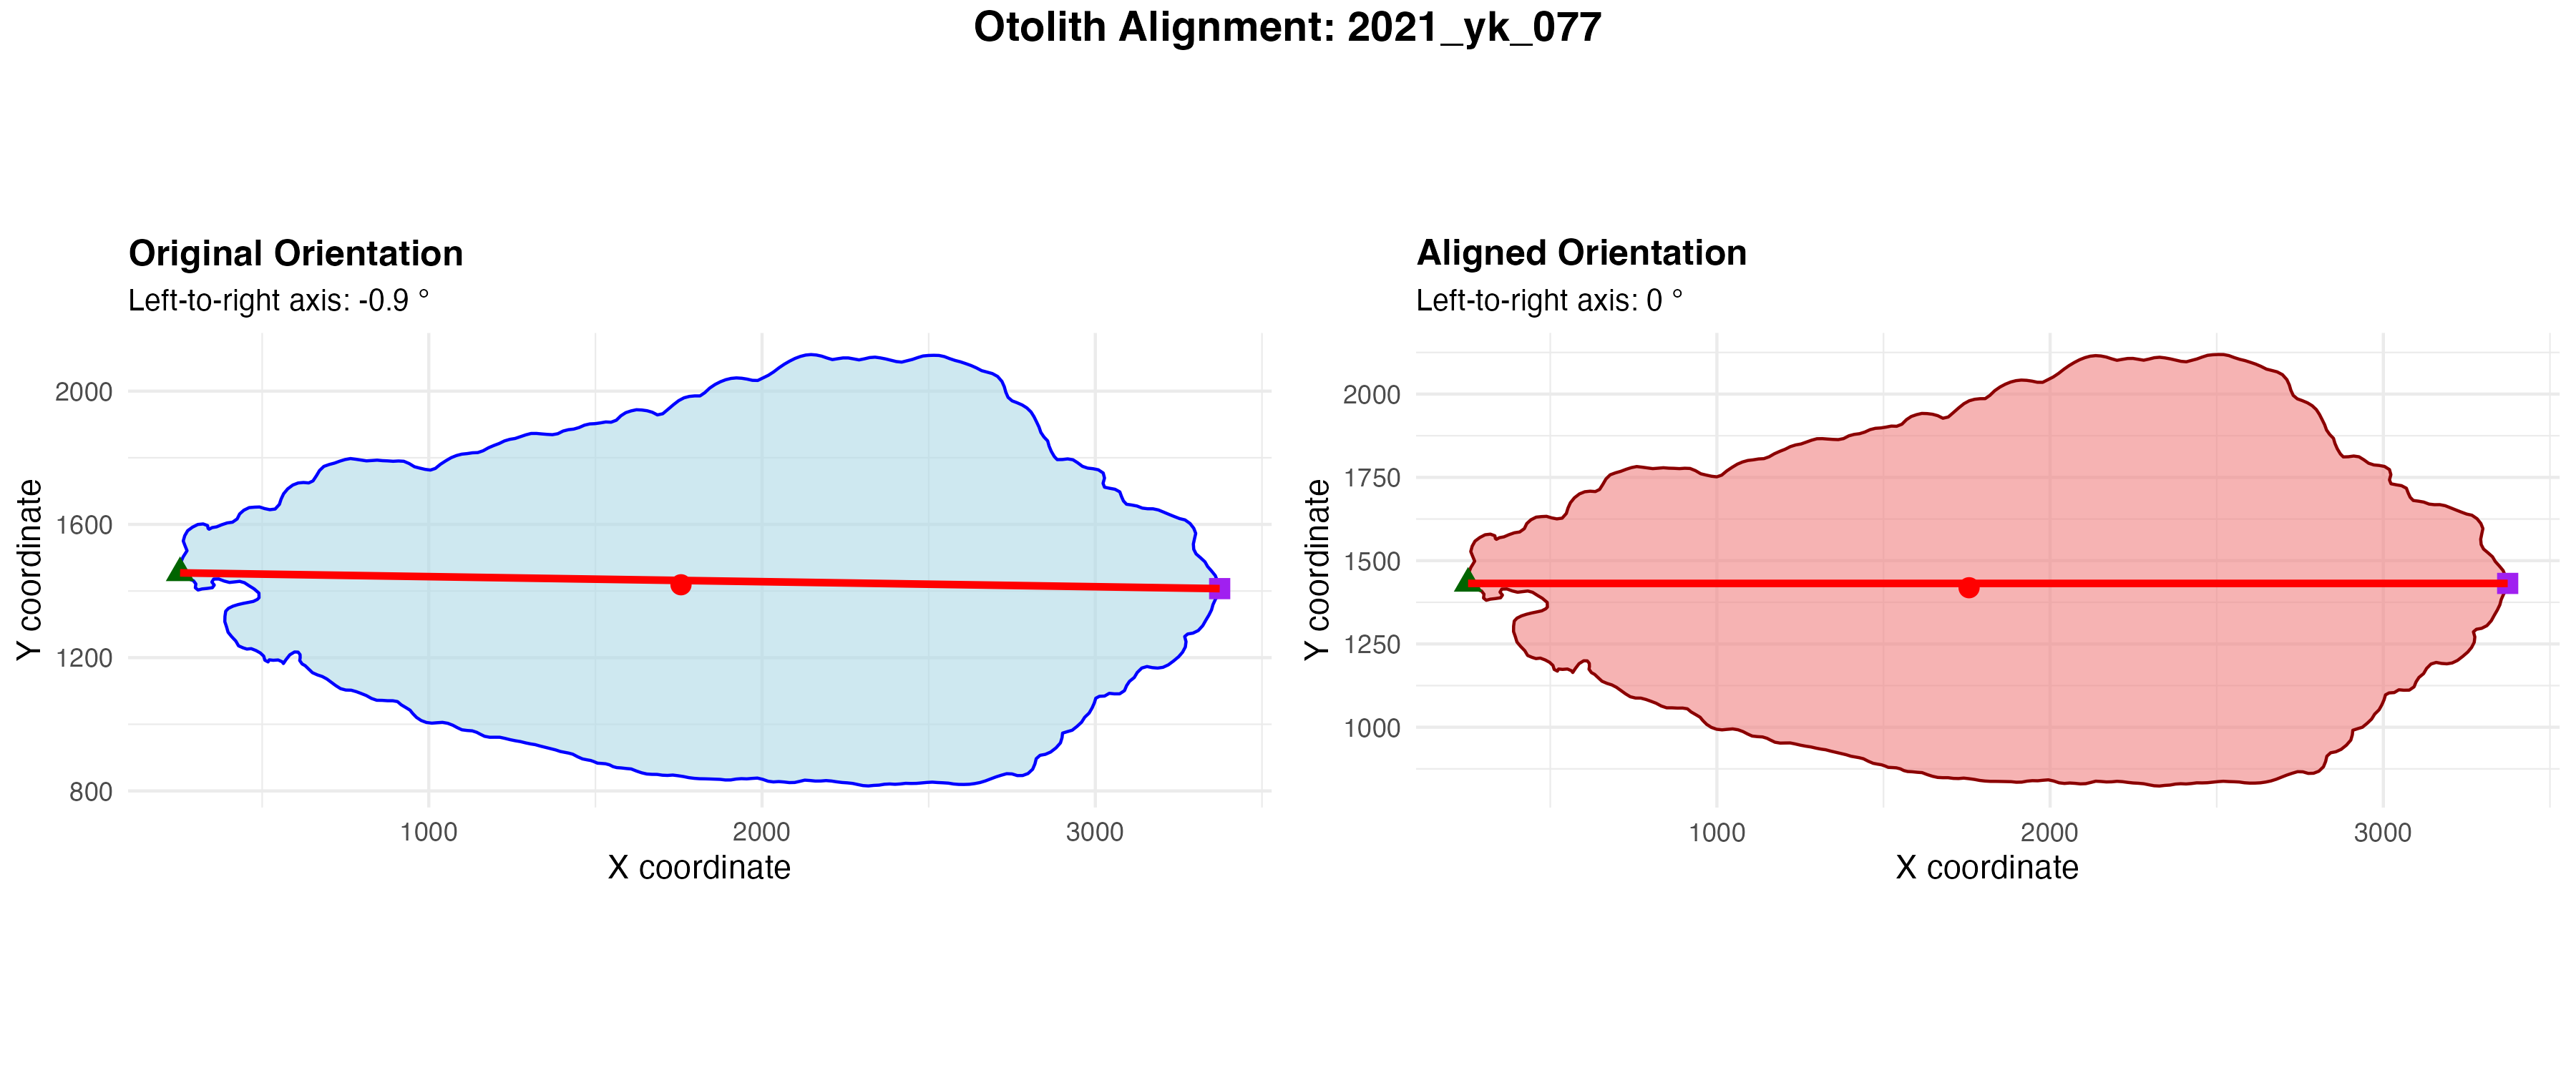 Otolith Alignment: 2021_yk_077
Original Orientation
Left-to-right axis: -0.9 °
Y coordinate
2000
1600
1200
800
1000
2000
3000
X coordinate
Aligned Orientation
Left-to-right axis: 0 °
Y coordinate
2000
1750
1500
1250
1000
1000
2000
3000
X coordinate